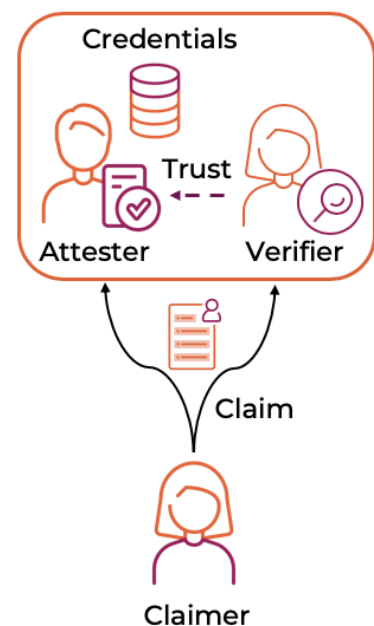 Credentials
Trust
Attester
Verifier
Claim
Claimer